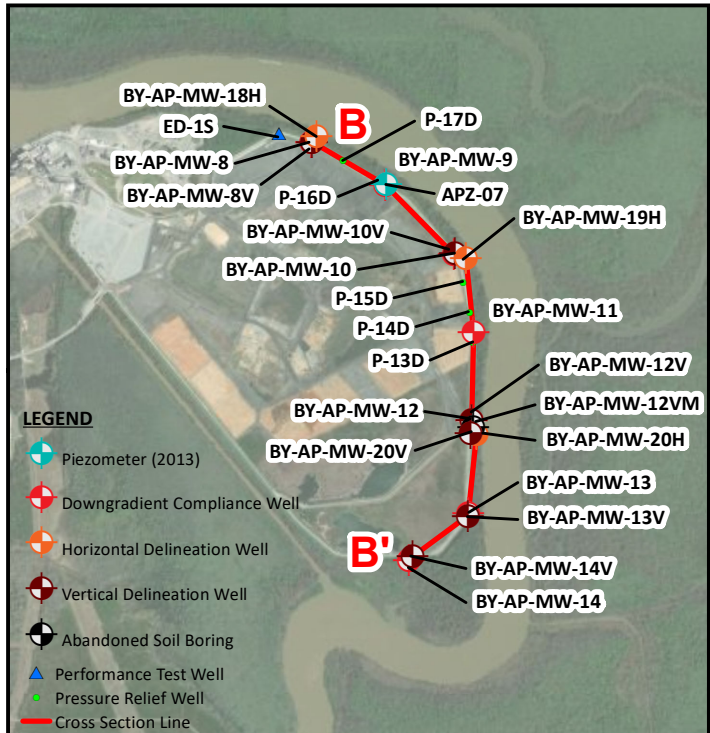 BY-AP-MW-18H
B
P-17D
ED-1S
BY-AP-MW-9
BY-AP-MW-8
P-16D
APZ-07
BY-AP-MW-8V
BY-AP-MW-19H
BY-AP-MW-10V
BY-AP-MW-10
P-15D
BY-AP-MW-11
P-14D
P-13D
BY-AP-MW-12V
BY-AP-MW-12
BY-AP-MW-12VM
BY-AP-MW-20V
BY-AP-MW-20H
BY-AP-MW-13
BY-AP-MW-13V
B'
BY-AP-MW-14V
BY-AP-MW-14
LEGEND
Piezometer (2013)
Downgradient Compliance Well
Horizontal Delineation Well
Vertical Delineation Well
Abandoned Soil Boring
Performance Test Well
Pressure Relief Well
Cross Section Line